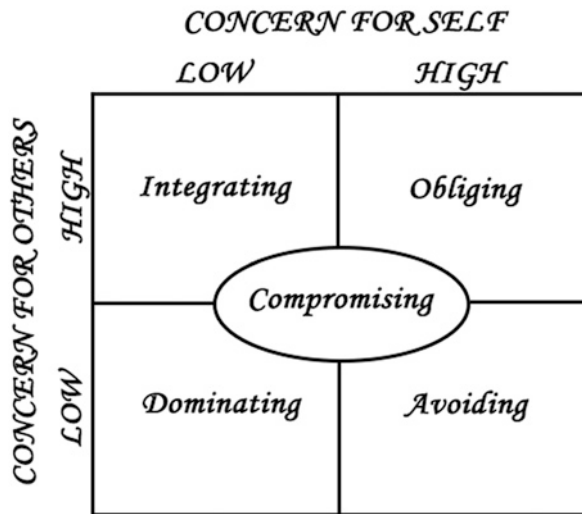 CONCERN FOR SELF
LOW HIGH
CONCERN FOR OTHERS
HIGH
Integrating Obliging
Compromising
LOW
Dominating Avoiding